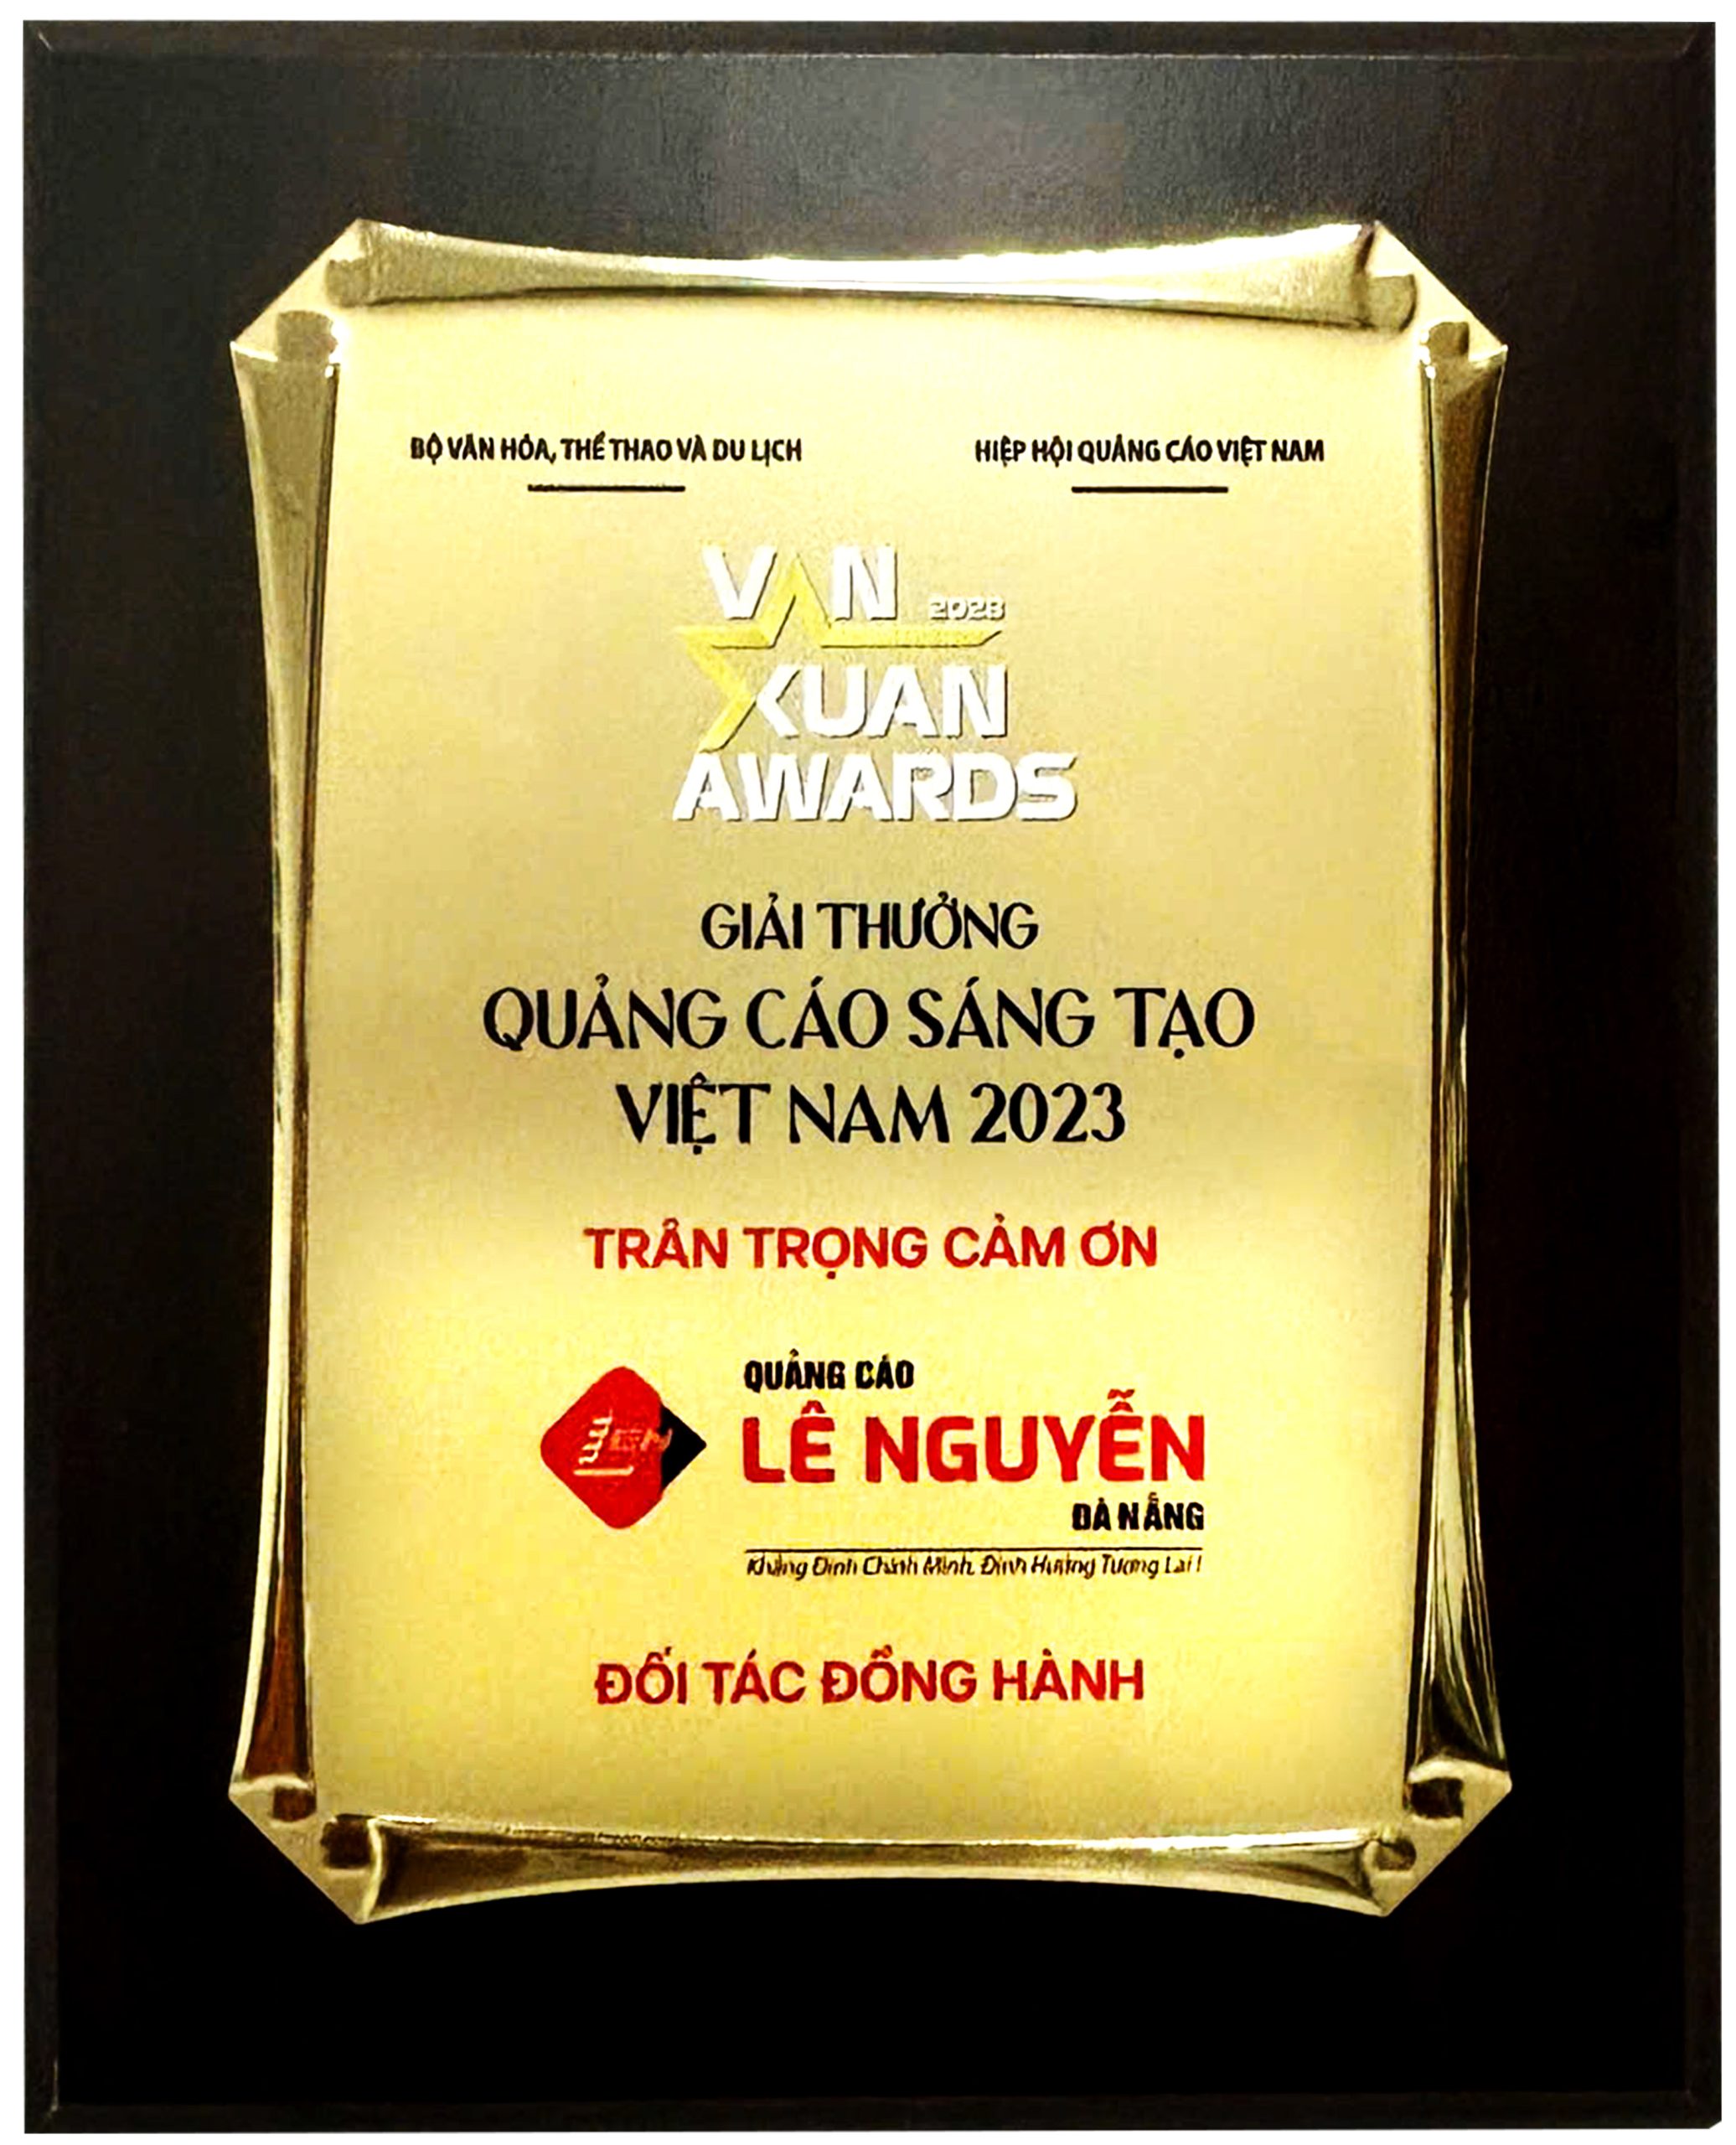 BỘ VĂN HÓA, THỂ THAO VÀ DU LỊCH
HIỆP HỘI QUẢNG CÁO VIỆT NAM
VAN 2023
XUAN
AWARDS
GIẢI THƯỞNG
QUẢNG CÁO SÁNG TẠO
VIỆT NAM 2023
TRÂN TRỌNG CẢM ƠN
QUẢNG CÁO
LÊ NGUYỄN
ĐÀ NẴNG
Khẳng Định Chính Mình, Định Hướng Tương Lai !
ĐỐI TÁC ĐỒNG HÀNH